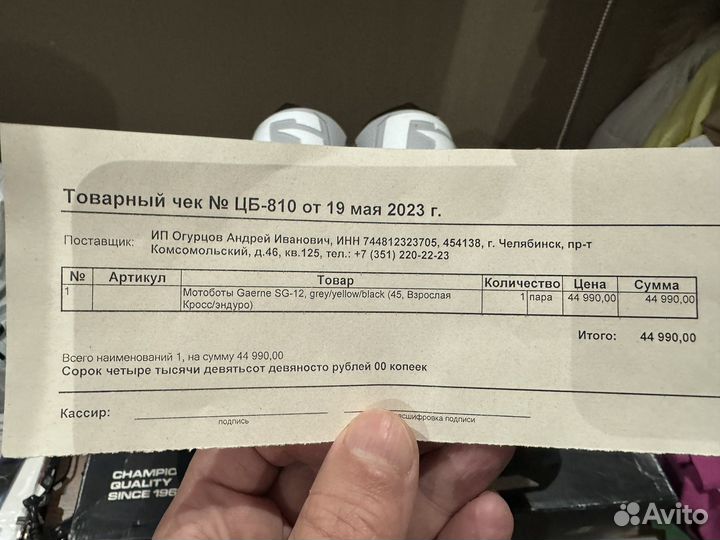 Товарный чек № ЦБ-810 от 19 мая 2023 г.
Поставщик: ИП Огурцов Андрей Иванович, ИНН 744812323705, 454138, г. Челябинск, пр-т
Комсомольский, д.46, кв.125, тел.: +7 (351) 220-22-23
№ Артикул Товар Количество Цена Сумма
1 Мотоботы Gaerne SG-12, grey/yellow/black (45, Взрослая 1 пара 44 990,00 44 990,00
Кросс/эндуро)
Итого: 44 990,00
Всего наименований 1, на сумму 44 990,00
Сорок четыре тысячи девятьсот девяносто рублей 00 копеек
Кассир:
подпись асшифровка подписи
CHAMPIO
QUALITY
SINCE 196
Avito